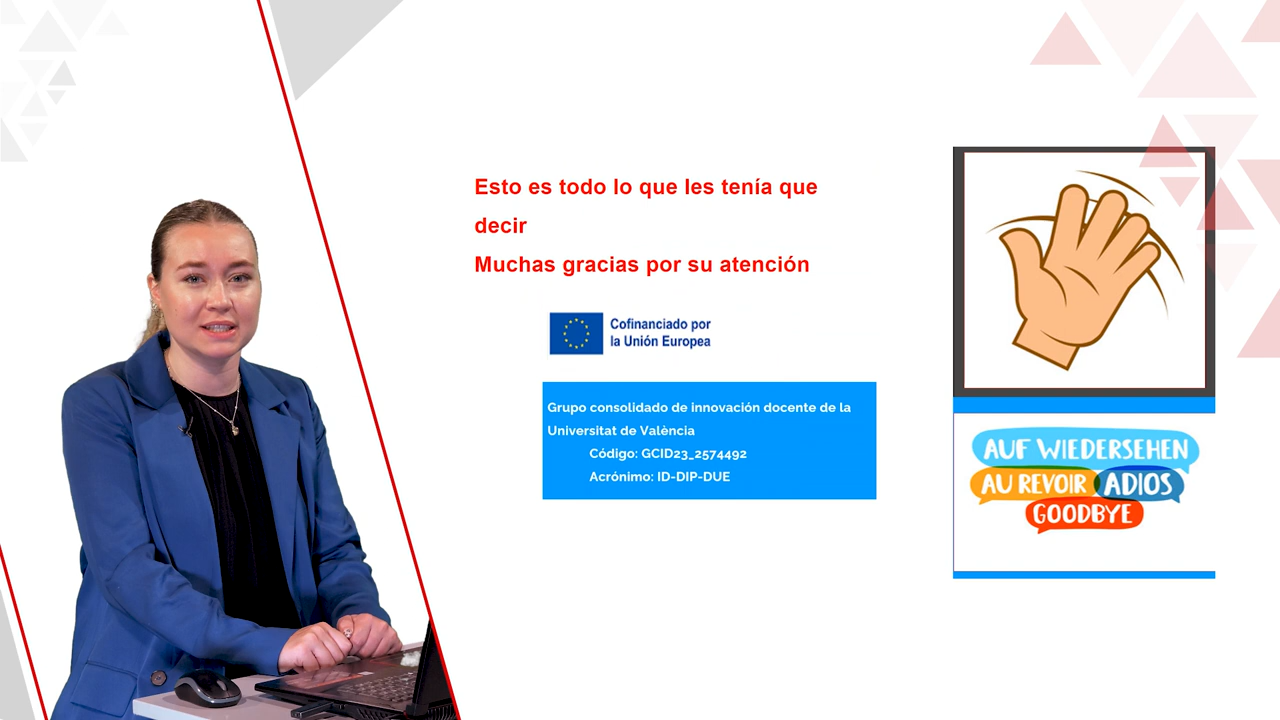 Esto es todo lo que les tenía que
decir
Muchas gracias por su atención
Cofinanciado por
la Unión Europea
Grupo consolidado de innovación docente de la
Universitat de València
Código: GCID23_2574492
Acrónimo: ID-DIP-DUE
AUF WIEDERSEHEN
AU REVOIR ADIOS
GOODBYE